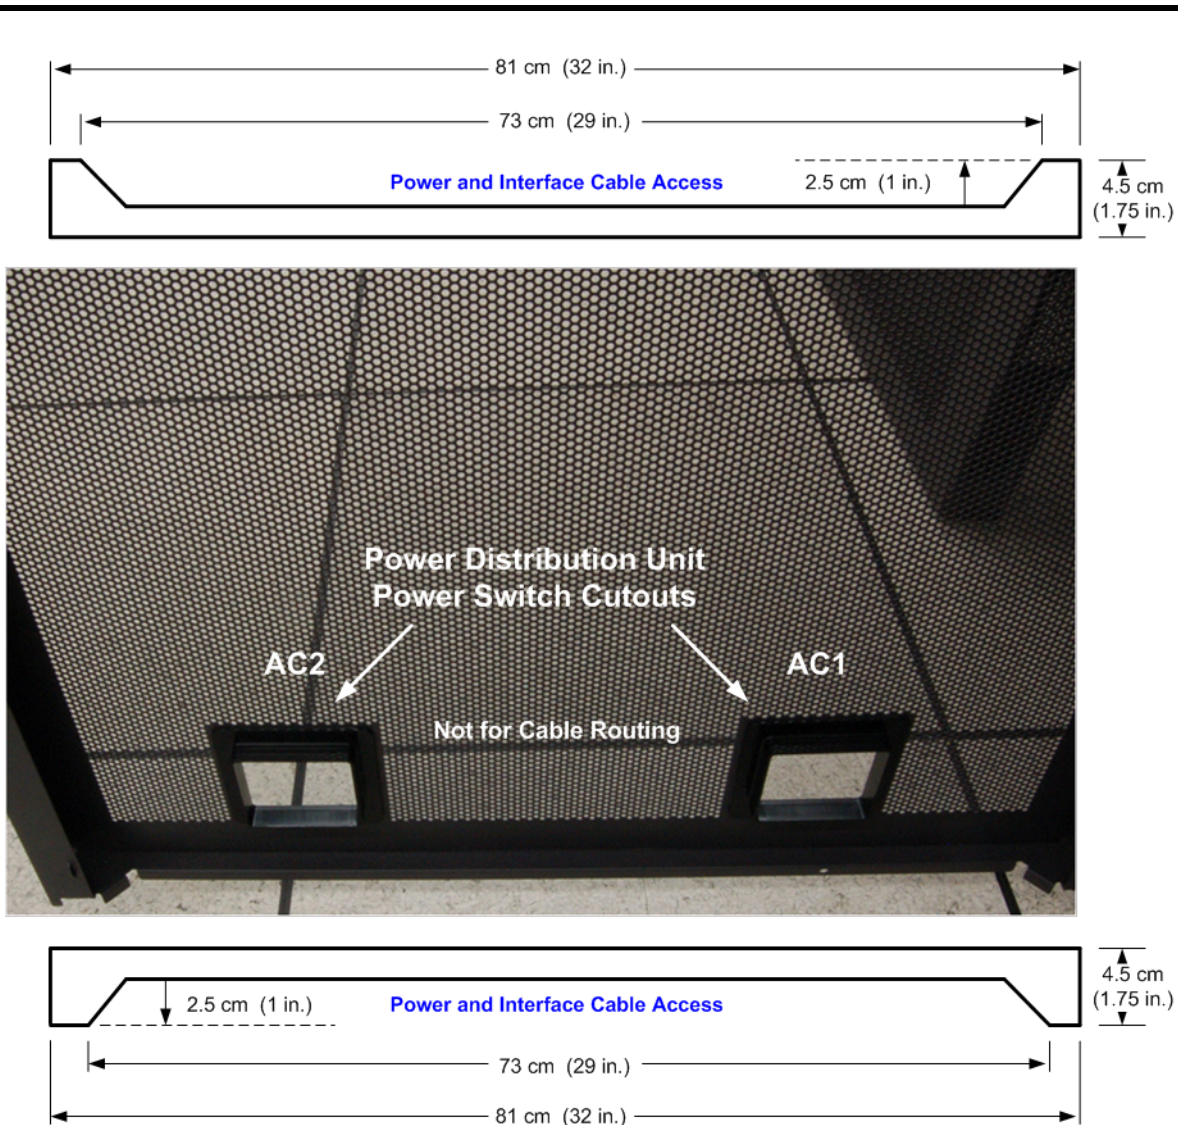 81 cm (32 in.)
73 cm (29 in.)
Power and Interface Cable Access
2.5 cm (1 in.)
4.5 cm
(1.75 in.)
Power Distribution Unit
Power Switch Cutouts
AC2
AC1
Not for Cable Routing
2.5 cm (1 in.)
Power and Interface Cable Access
4.5 cm
(1.75 in.)
73 cm (29 in.)
81 cm (32 in.)